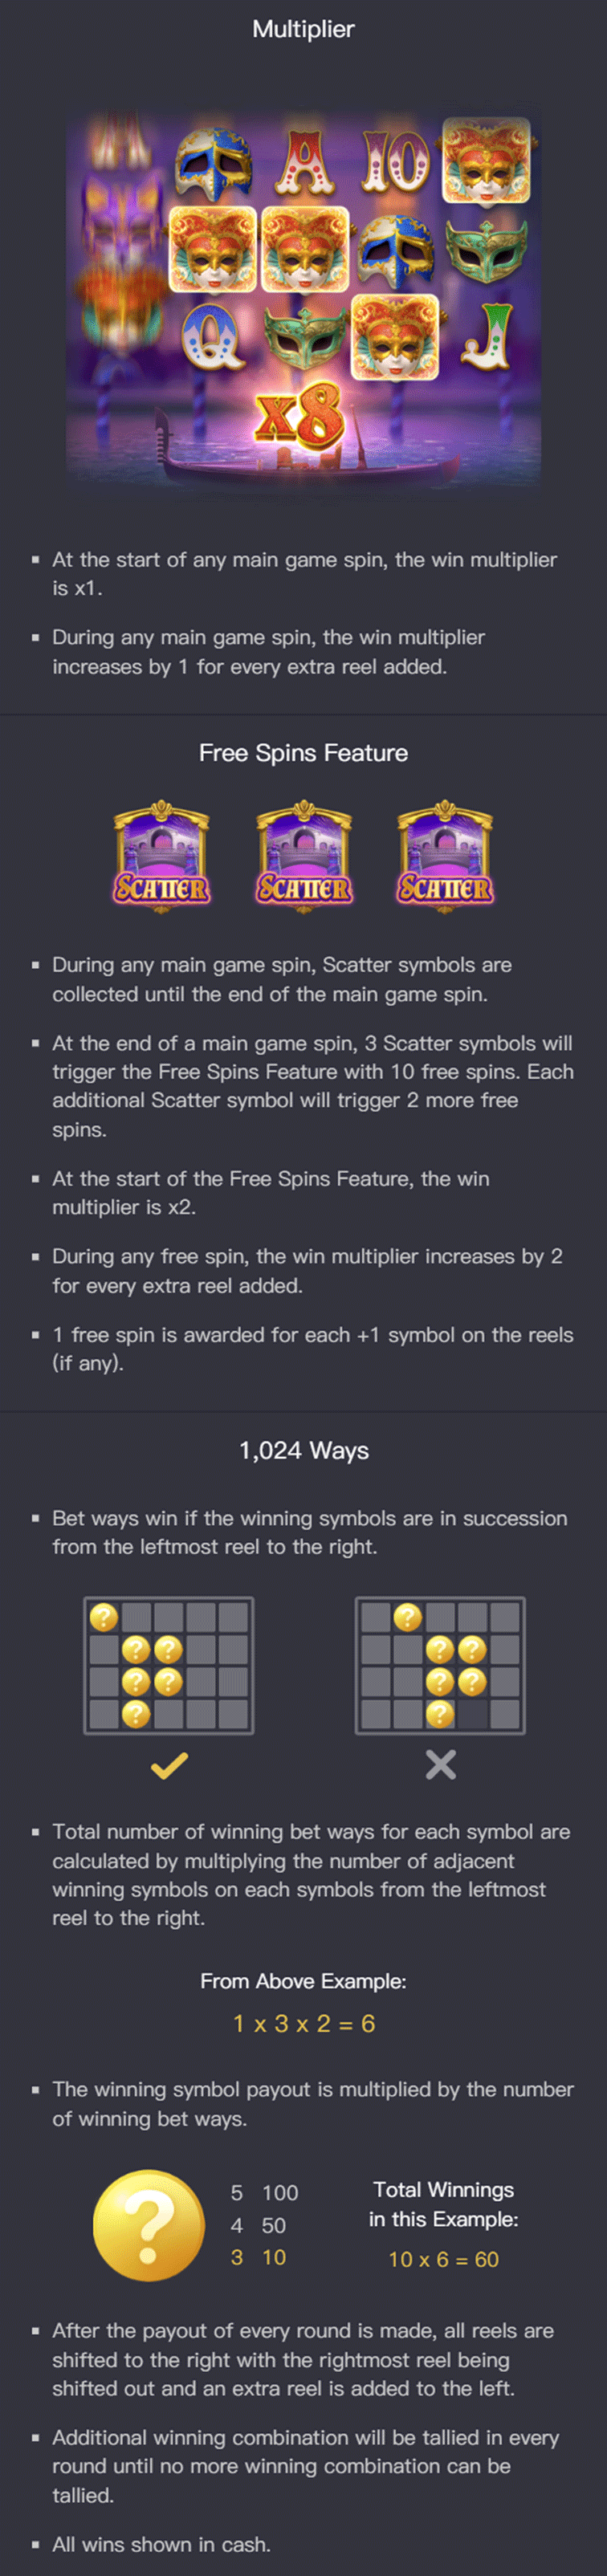 Multiplier
A 10
Q J
x8
▪ At the start of any main game spin, the win multiplier
is x1.
▪ During any main game spin, the win multiplier
increases by 1 for every extra reel added.
Free Spins Feature
SCATTER SCATTER SCATTER
▪ During any main game spin, Scatter symbols are
collected until the end of the main game spin.
▪ At the end of a main game spin, 3 Scatter symbols will
trigger the Free Spins Feature with 10 free spins. Each
additional Scatter symbol will trigger 2 more free
spins.
▪ At the start of the Free Spins Feature, the win
multiplier is x2.
▪ During any free spin, the win multiplier increases by 2
for every extra reel added.
▪ 1 free spin is awarded for each +1 symbol on the reels
(if any).
1,024 Ways
▪ Bet ways win if the winning symbols are in succession
from the leftmost reel to the right.
? ?
? ? ? ?
? ? ? ?
? ?
▪ Total number of winning bet ways for each symbol are
calculated by multiplying the number of adjacent
winning symbols on each symbols from the leftmost
reel to the right.
From Above Example:
1 x 3 x 2 = 6
▪ The winning symbol payout is multiplied by the number
of winning bet ways.
?
5 100
4 50
3 10
Total Winnings
in this Example:
10 x 6 = 60
▪ After the payout of every round is made, all reels are
shifted to the right with the rightmost reel being
shifted out and an extra reel is added to the left.
▪ Additional winning combination will be tallied in every
round until no more winning combination can be
tallied.
▪ All wins shown in cash.